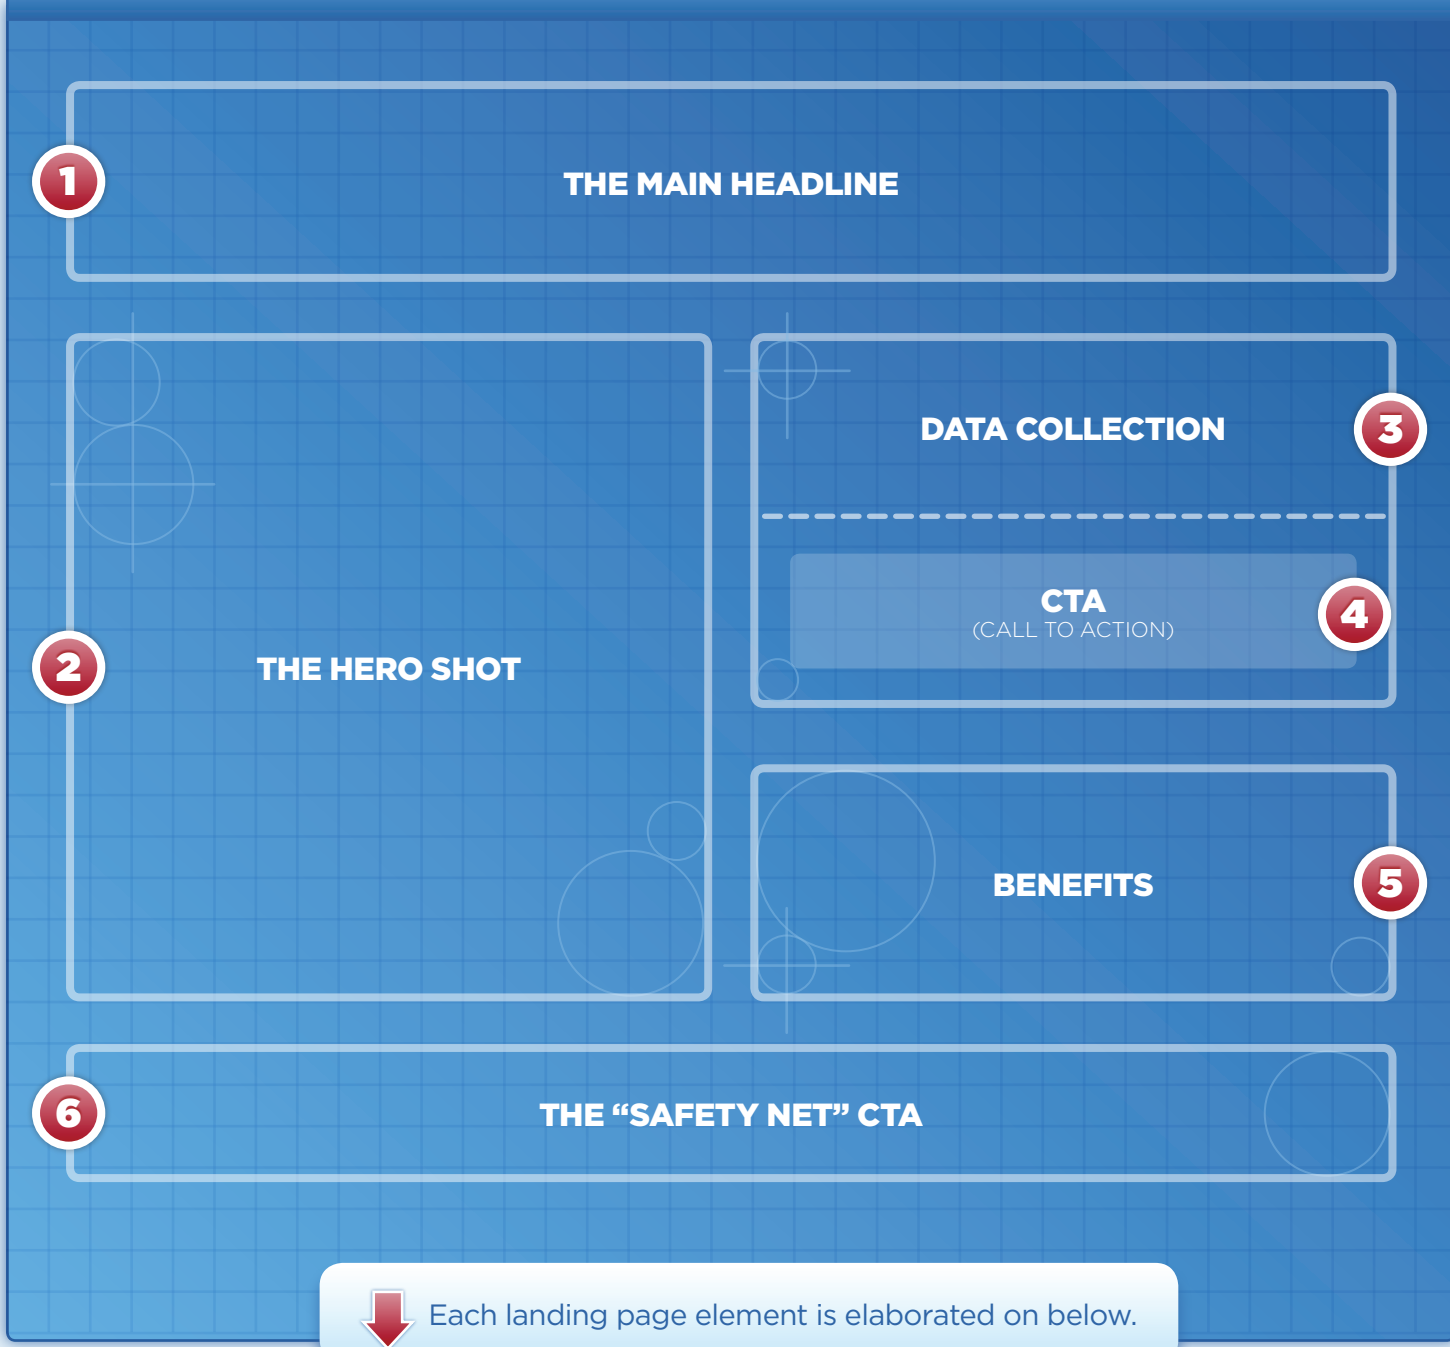 1
THE MAIN HEADLINE
2
THE HERO SHOT
DATA COLLECTION
3
CTA
(CALL TO ACTION)
4
BENEFITS
5
6
THE “SAFETY NET” CTA
Each landing page element is elaborated on below.